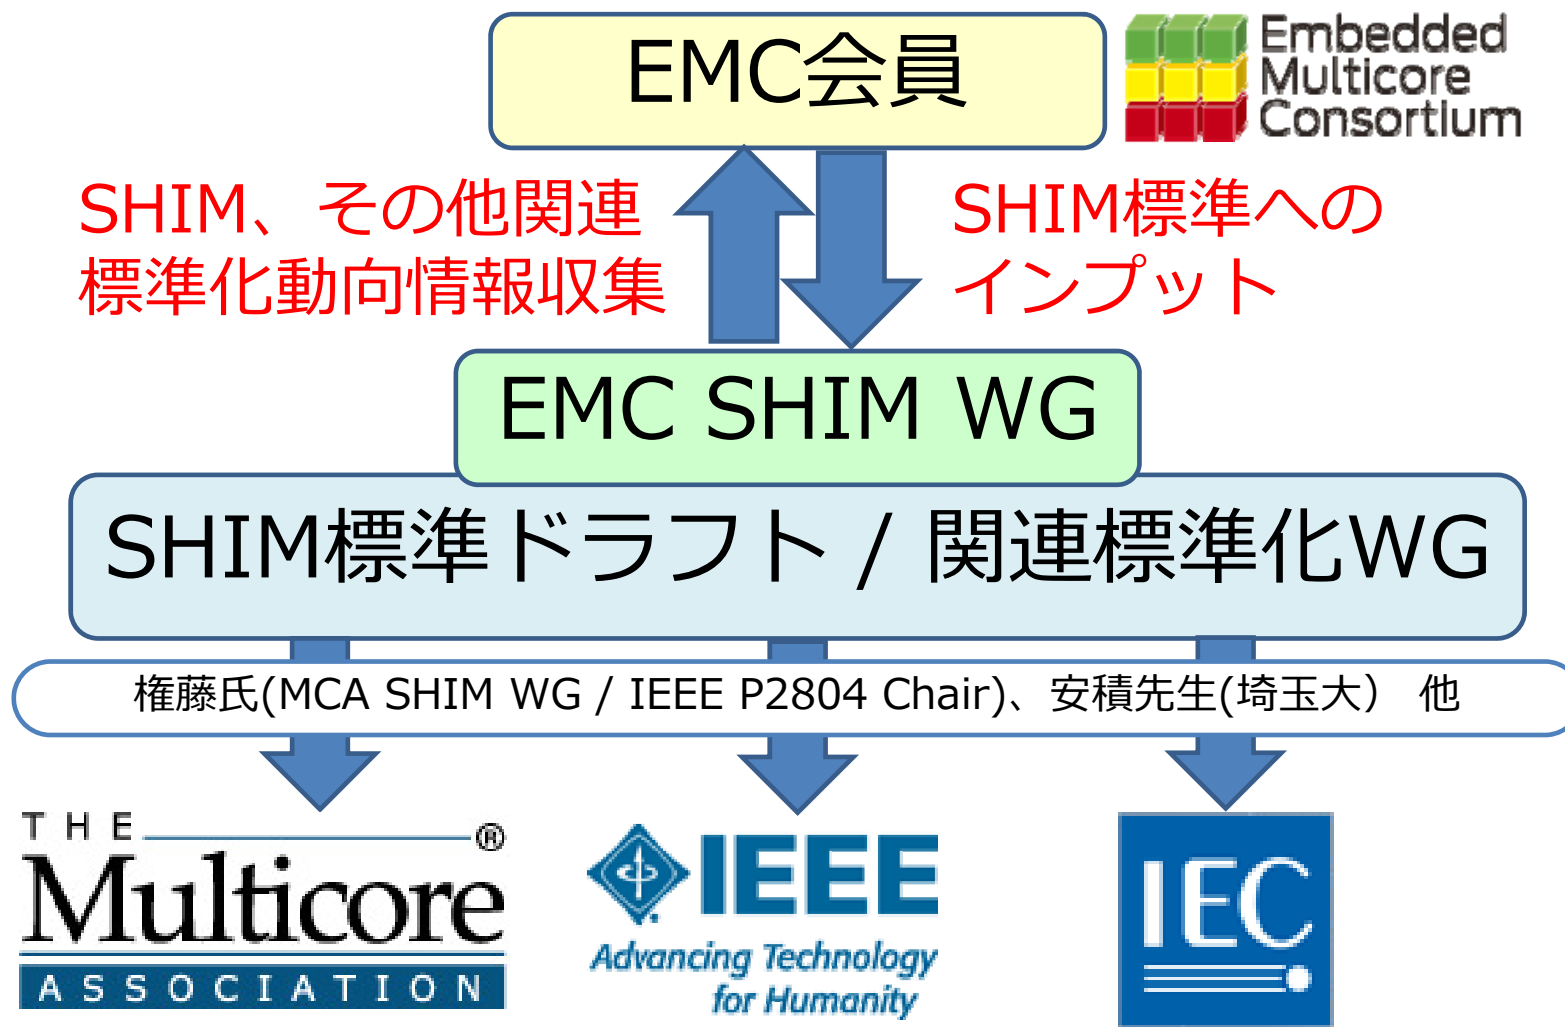 EMC会員
Embedded
Multicore
Consortium
SHIM、その他関連
標準化動向情報収集
SHIM標準への
インプット
EMC SHIM WG
SHIM標準ドラフト / 関連標準化WG
権藤氏(MCA SHIM WG / IEEE P2804 Chair)、安積先生(埼玉大） 他
THE
Multicore®
ASSOCIATION
IEEE
Advancing Technology
for Humanity
IEC